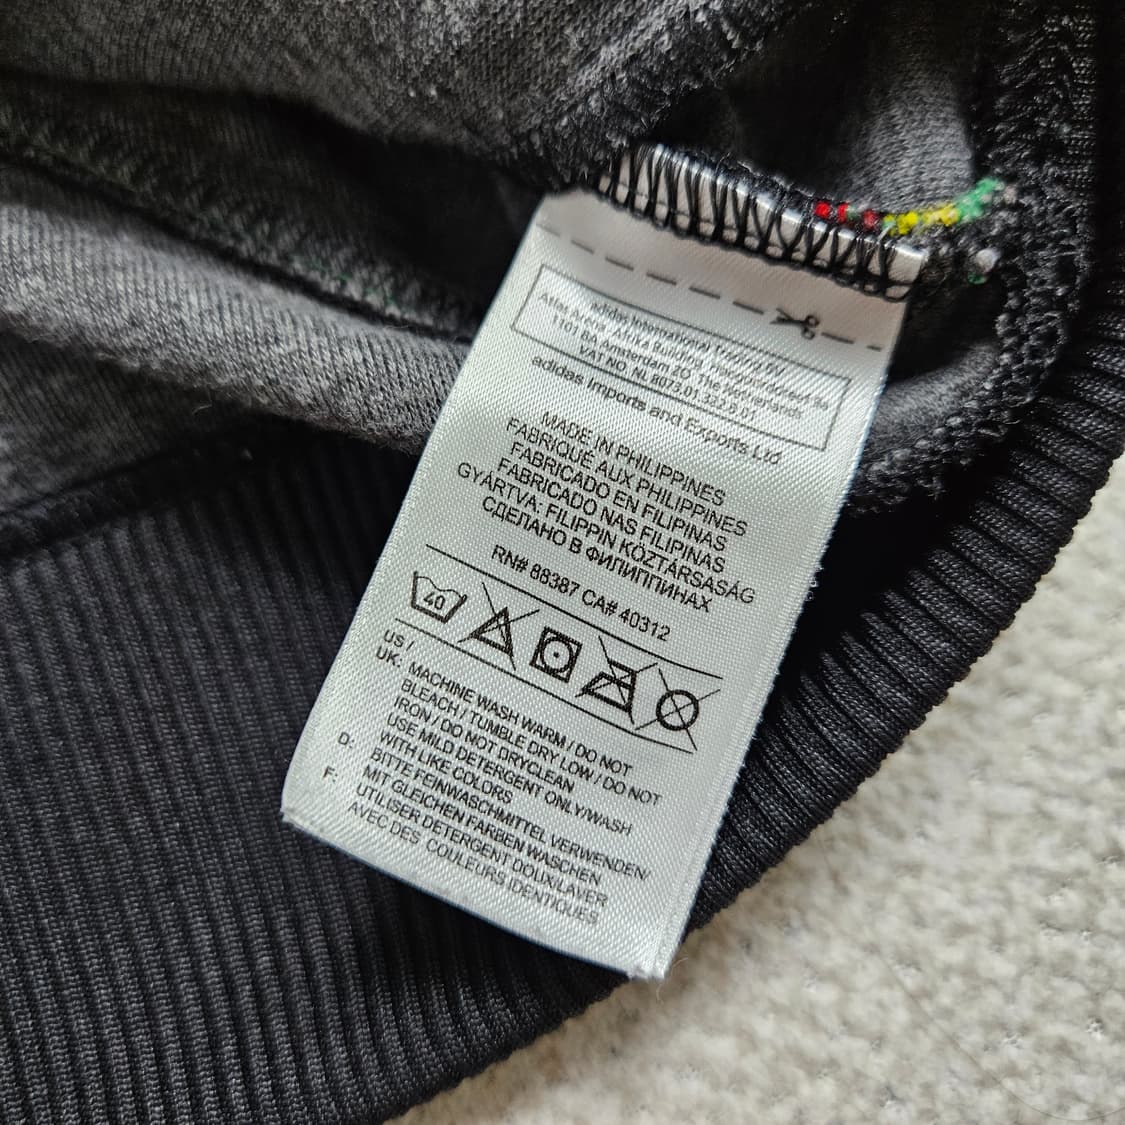 adidas International Trading BV
1101 BA Amsterdam ZO, The Netherlands
VAT NO. NL 8073.01.322.B.01
adidas Imports and Exports Ltd.
MADE IN PHILIPPINES
FABRIQUÉ AUX PHILIPPINES
FABRICADO EN FILIPINAS
FABRICADO NAS FILIPINAS
GYÁRTVA: FILIPPIN KÖZTÁRSASÁG
СДЕЛАНО В ФИЛИППИНАХ
RN# 88387 CA# 40312
40
US /
UK: MACHINE WASH WARM / DO NOT
BLEACH / TUMBLE DRY LOW / DO NOT
IRON / DO NOT DRYCLEAN
USE MILD DETERGENT ONLY/WASH
WITH LIKE COLORS
D: BITTE FEINWASCHMITTEL VERWENDEN/
MIT GLEICHEN FARBEN WASCHEN
F: UTILISER DETERGENT DOUX/LAVER
AVEC DES COULEURS IDENTIQUES